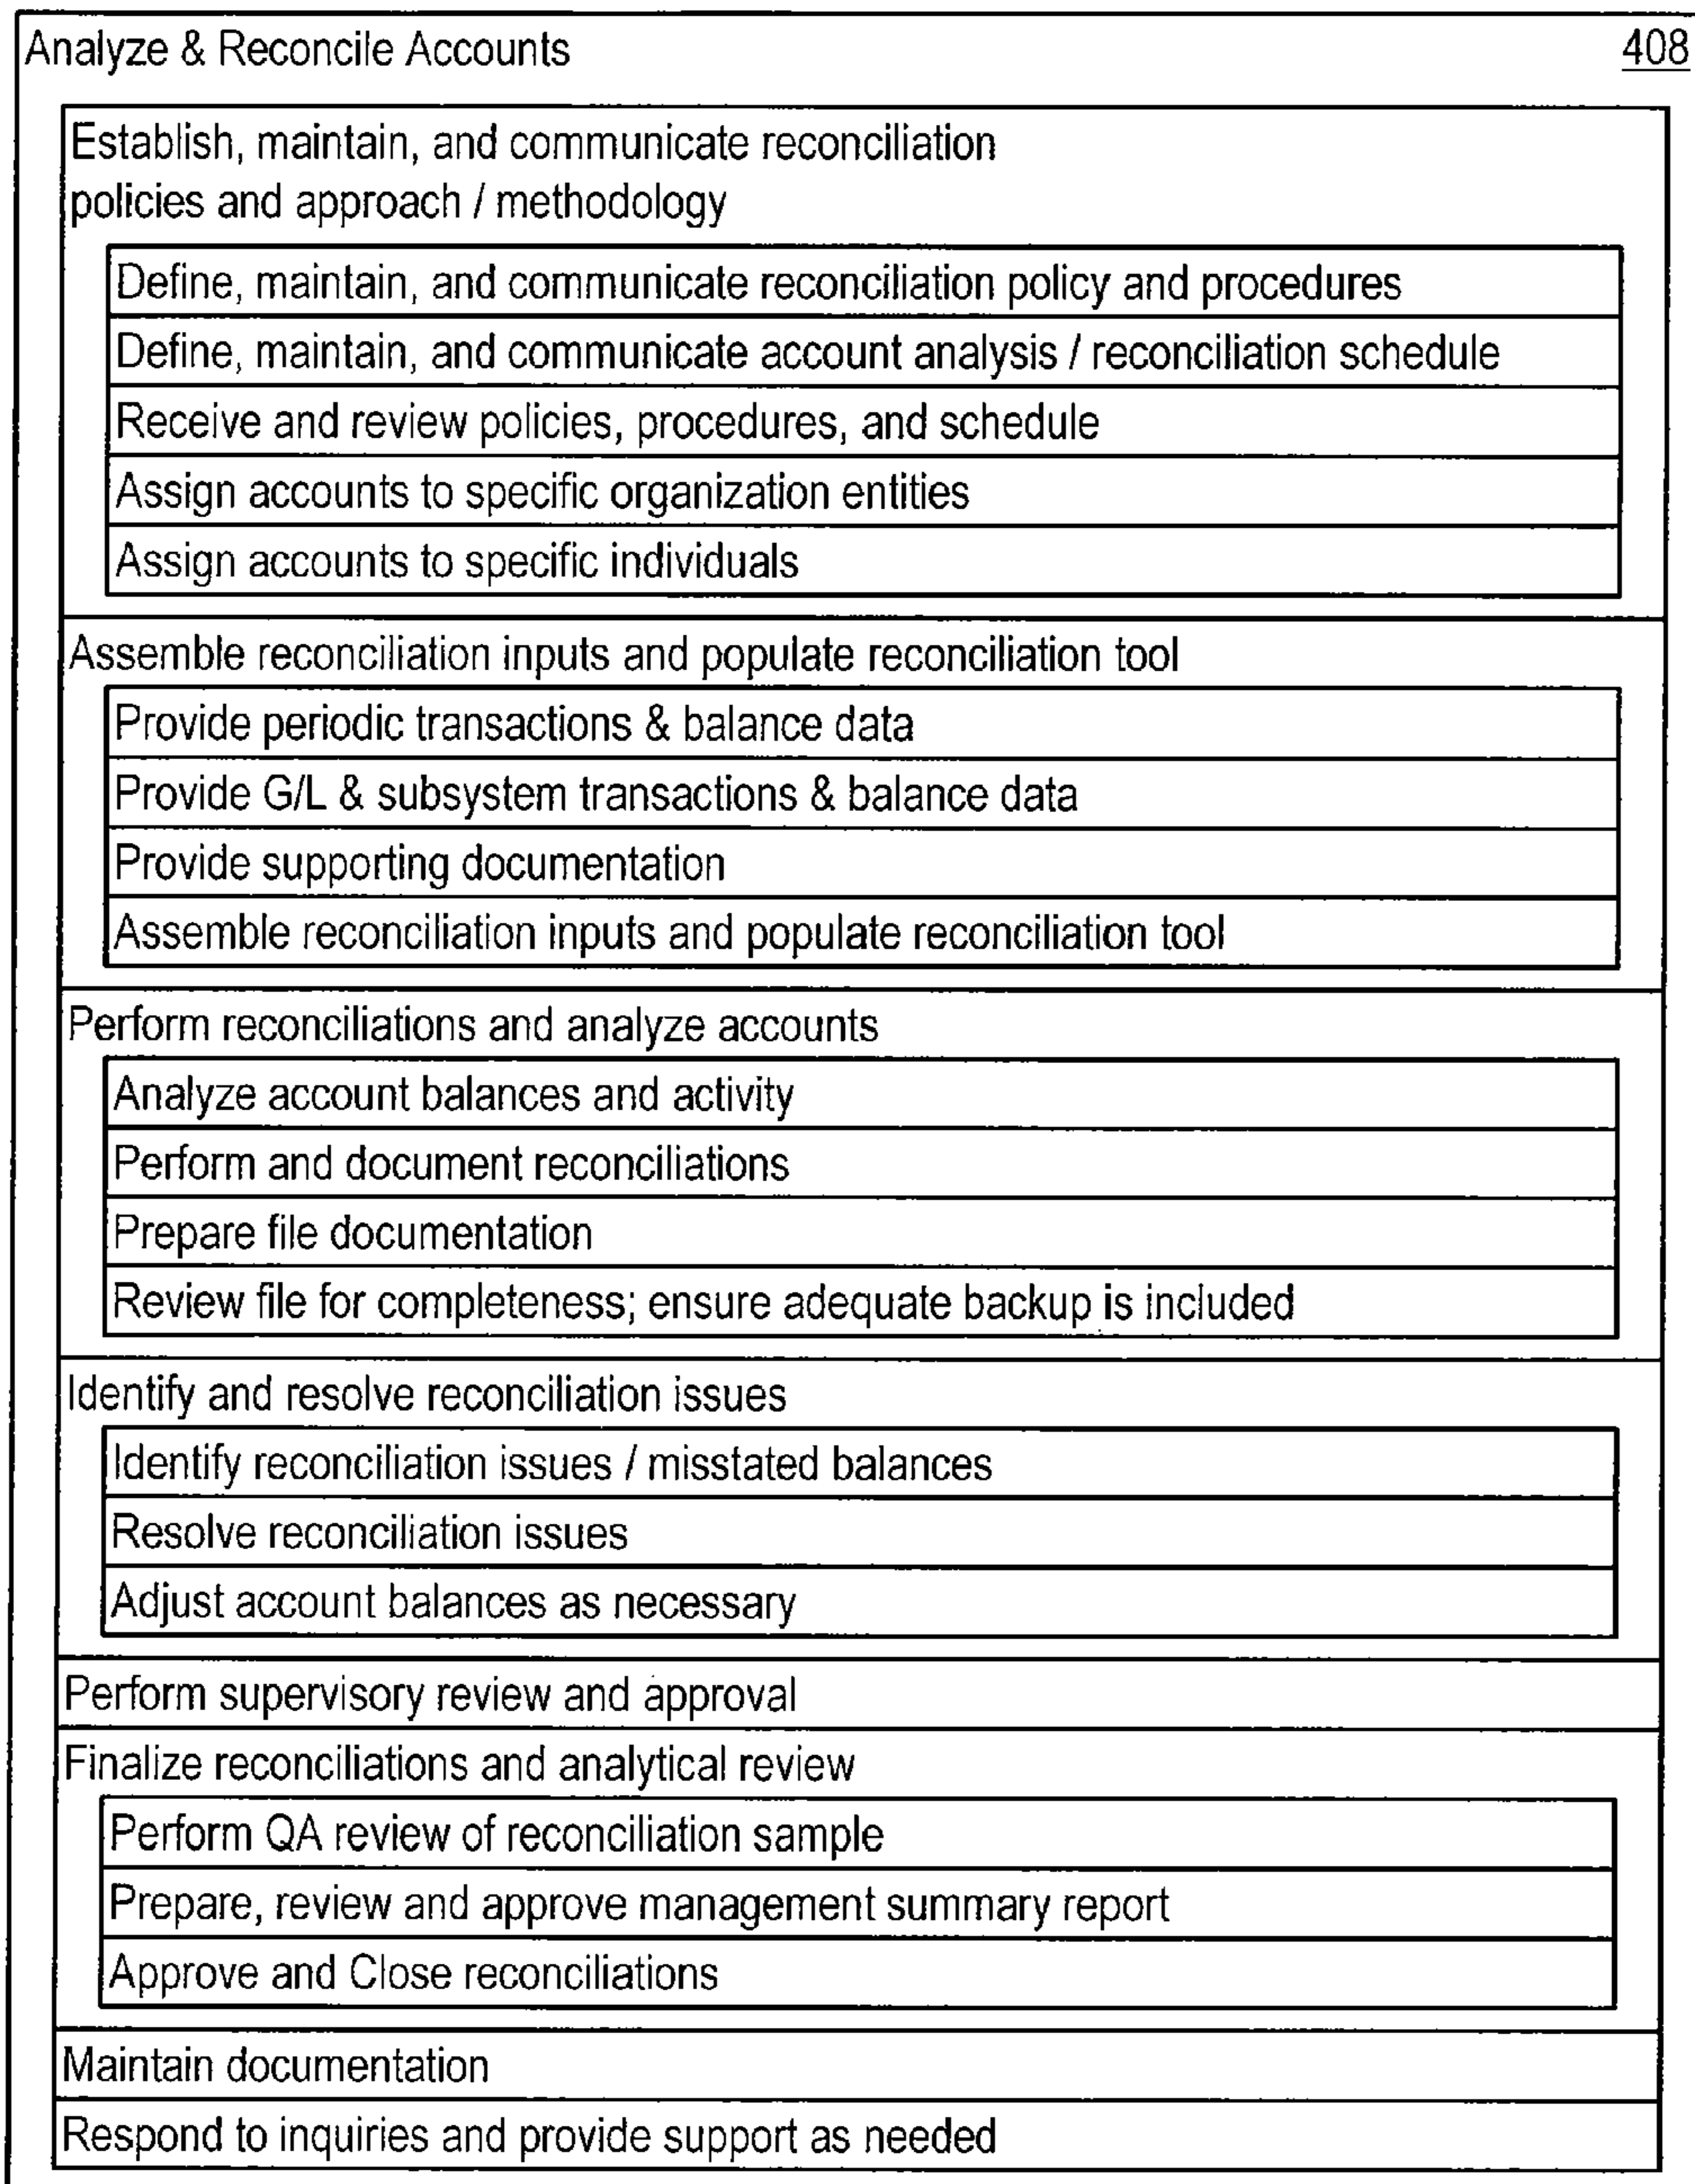 Analyze & Reconcile Accounts 408
Establish, maintain, and communicate reconciliation
policies and approach / methodology
Define, maintain, and communicate reconciliation policy and procedures
Define, maintain, and communicate account analysis / reconciliation schedule
Receive and review policies, procedures, and schedule
Assign accounts to specific organization entities
Assign accounts to specific individuals
Assemble reconciliation inputs and populate reconciliation tool
Provide periodic transactions & balance data
Provide G/L & subsystem transactions & balance data
Provide supporting documentation
Assemble reconciliation inputs and populate reconciliation tool
Perform reconciliations and analyze accounts
Analyze account balances and activity
Perform and document reconciliations
Prepare file documentation
Review file for completeness; ensure adequate backup is included
Identify and resolve reconciliation issues
Identify reconciliation issues / misstated balances
Resolve reconciliation issues
Adjust account balances as necessary
Perform supervisory review and approval
Finalize reconciliations and analytical review
Perform QA review of reconciliation sample
Prepare, review and approve management summary report
Approve and Close reconciliations
Maintain documentation
Respond to inquiries and provide support as needed